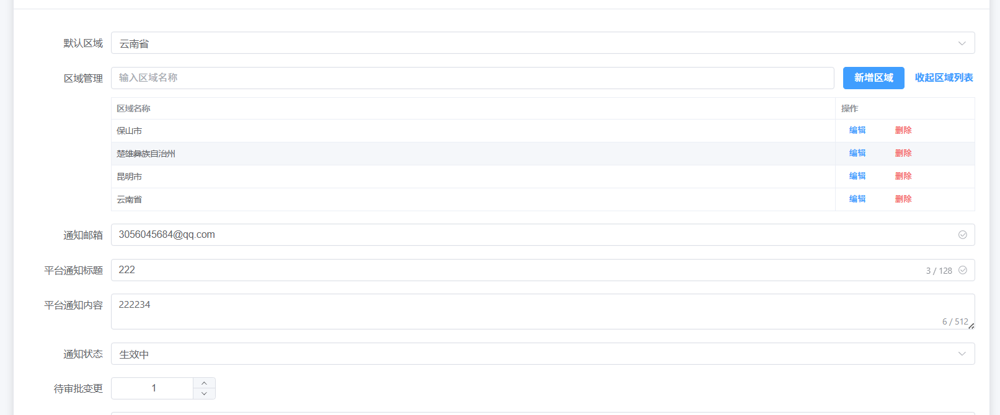 默认区域 云南省
区域管理 输入区域名称 新增区域 收起区域列表
区域名称 操作
保山市 编辑 删除
楚雄彝族自治州 编辑 删除
昆明市 编辑 删除
云南省 编辑 删除
通知邮箱 3056045684@qq.com
平台通知标题 222 3 / 128
平台通知内容 222234
6 / 512
通知状态 生效中
待审批变更 1